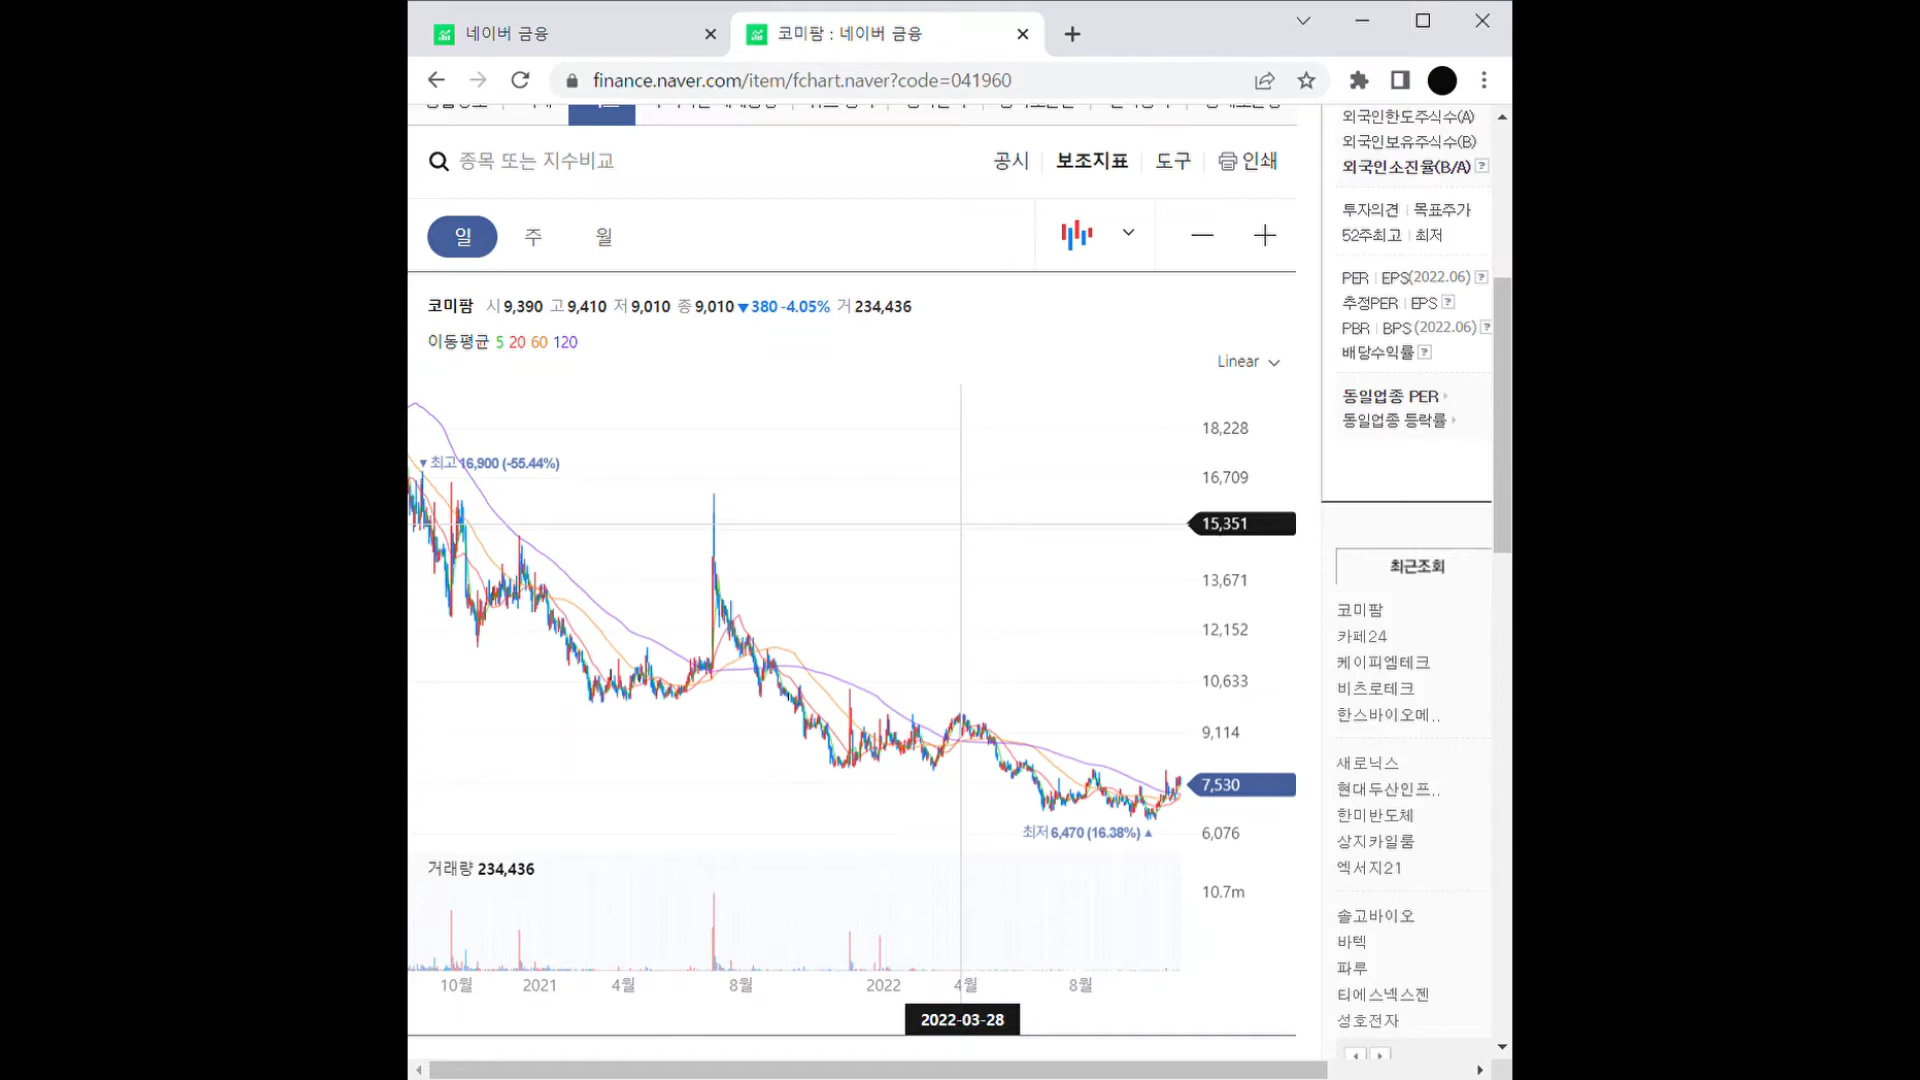 네이버 금융
코미팜 : 네이버 금융
finance.naver.com/item/fchart.naver?code=041960
종목 또는 지수비교
공시 보조지표 도구 인쇄
일 주 월
코미팜 시 9,390 고 9,410 저 9,010 종 9,010 ▼380 -4.05% 거 234,436
이동평균 5 20 60 120
Linear
▼최고 16,900 (-55.44%)
18,228
16,709
15,351
13,671
12,152
10,633
9,114
7,530
최저 6,470 (16.38%) ▲
6,076
거래량 234,436
10.7m
10월 2021 4월 8월 2022 4월 8월
2022-03-28
외국인한도주식수(A)
외국인보유주식수(B)
외국인소진율(B/A) ?
투자의견 | 목표주가
52주최고 | 최저
PER | EPS(2022.06) ?
추정PER | EPS ?
PBR | BPS (2022.06) ?
배당수익률 ?
동일업종 PER
동일업종 등락률
최근조회
코미팜
카페24
케이피엠테크
비츠로테크
한스바이오메..
새로닉스
현대두산인프..
한미반도체
상지카일룸
엑서지21
솔고바이오
바텍
파루
티에스넥스젠
성호전자